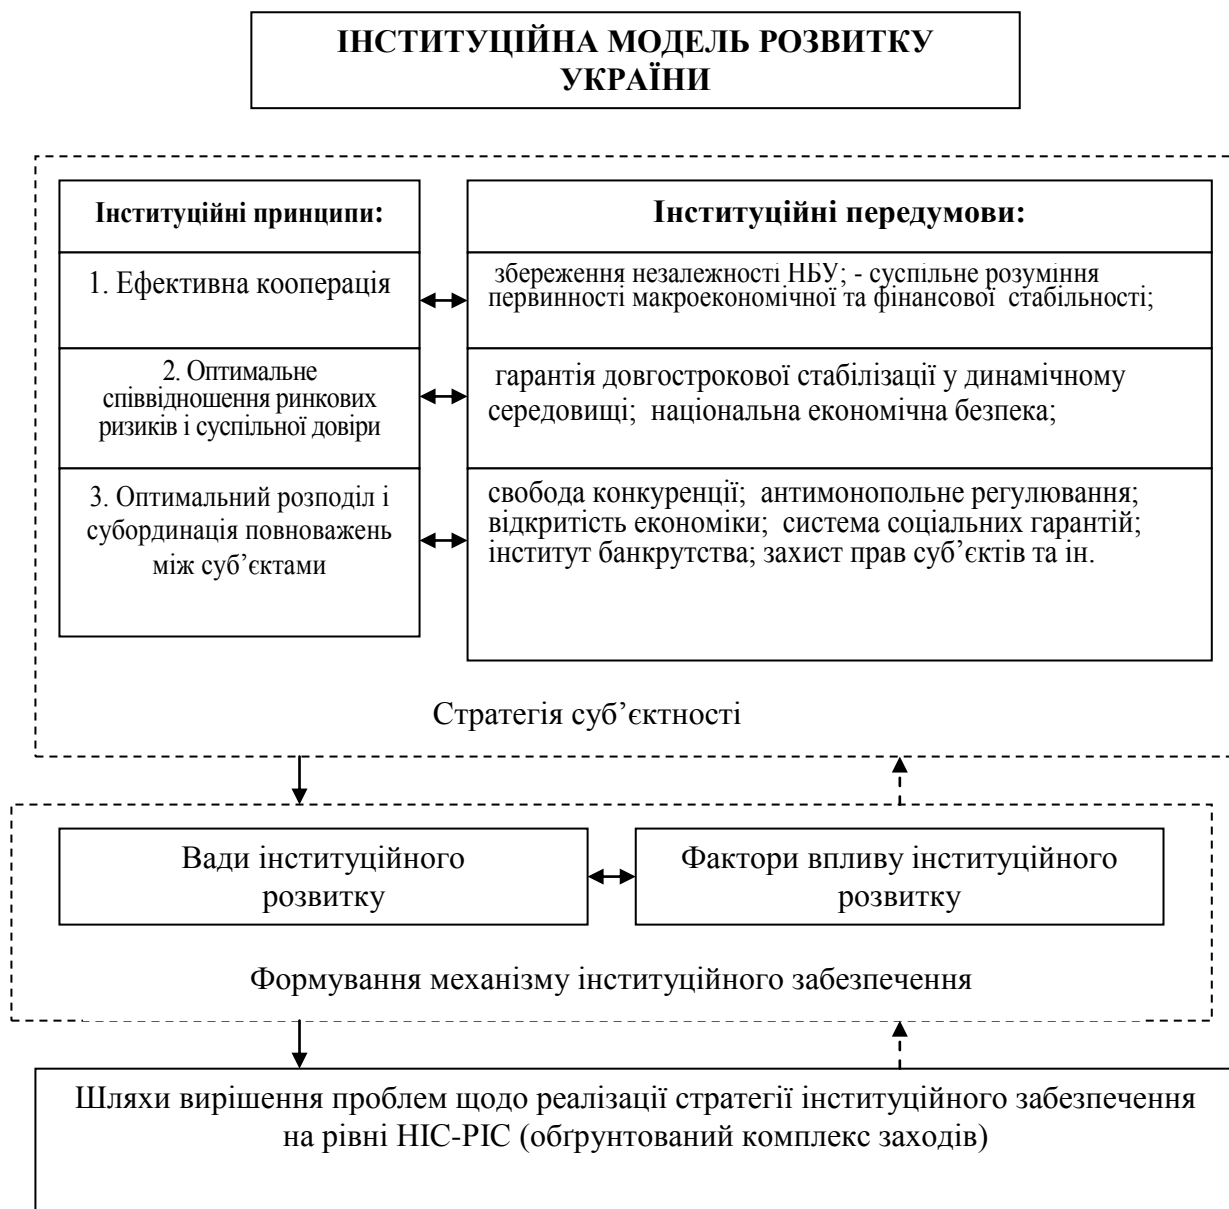 ІНСТИТУЦІЙНА МОДЕЛЬ РОЗВИТКУ
УКРАЇНИ
Інституційні принципи:
Інституційні передумови:
1. Ефективна кооперація
збереження незалежності НБУ; - суспільне розуміння
первинності макроекономічної та фінансової стабільності;
2. Оптимальне
співвідношення ринкових
ризиків і суспільної довіри
гарантія довгострокової стабілізації у динамічному
середовищі; національна економічна безпека;
3. Оптимальний розподіл і
субординація повноважень
між суб’єктами
свобода конкуренції; антимонопольне регулювання;
відкритість економіки; система соціальних гарантій;
інститут банкрутства; захист прав суб’єктів та ін.
Стратегія суб’єктності
Вади інституційного
розвитку
Фактори впливу інституційного
розвитку
Формування механізму інституційного забезпечення
Шляхи вирішення проблем щодо реалізації стратегії інституційного забезпечення
на рівні НІС-РІС (обґрунтований комплекс заходів)